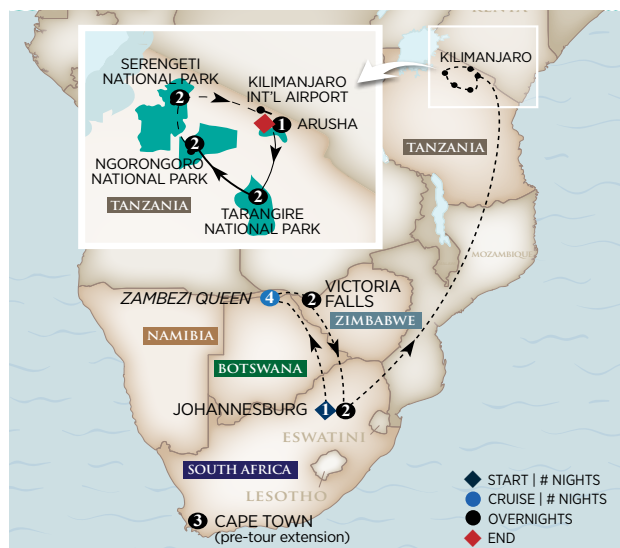 KENYA
SERENGETI
NATIONAL PARK
2
KILIMANJARO
INT'L AIRPORT
1 ARUSHA
2
NGORONGORO
NATIONAL PARK
TANZANIA
2
TARANGIRE
NATIONAL PARK
KILIMANJARO
TANZANIA
MOZAMBIQUE
ZAMBEZI QUEEN 4
2 VICTORIA
FALLS
ZIMBABWE
NAMIBIA
BOTSWANA
JOHANNESBURG 1 2
ESWATINI
SOUTH AFRICA
LESOTHO
3 CAPE TOWN
(pre-tour extension)
START | # NIGHTS
CRUISE | # NIGHTS
OVERNIGHTS
END